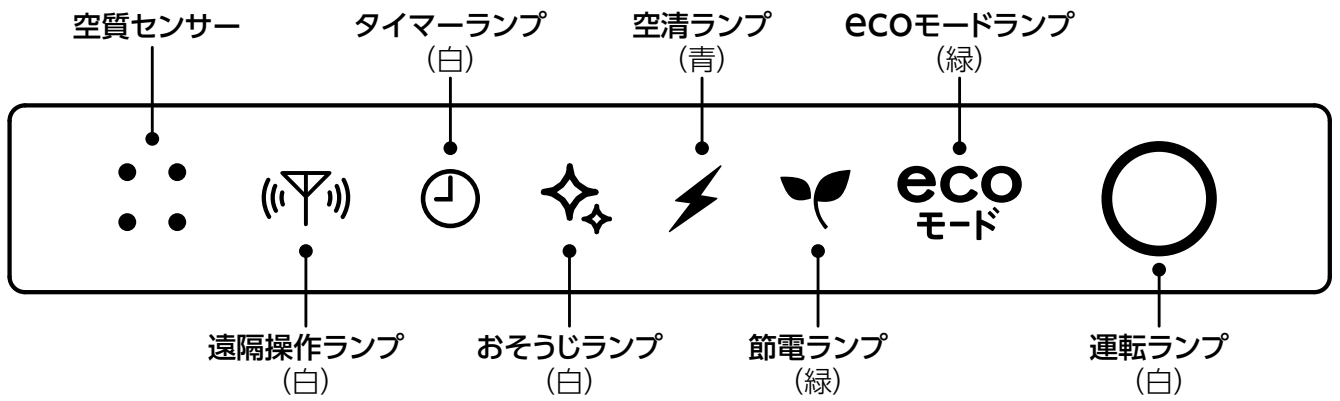 空質センサー
タイマーランプ
(白)
空清ランプ
(青)
ecoモードランプ
(緑)
eco
モード
遠隔操作ランプ
(白)
おそうじランプ
(白)
節電ランプ
(緑)
運転ランプ
(白)